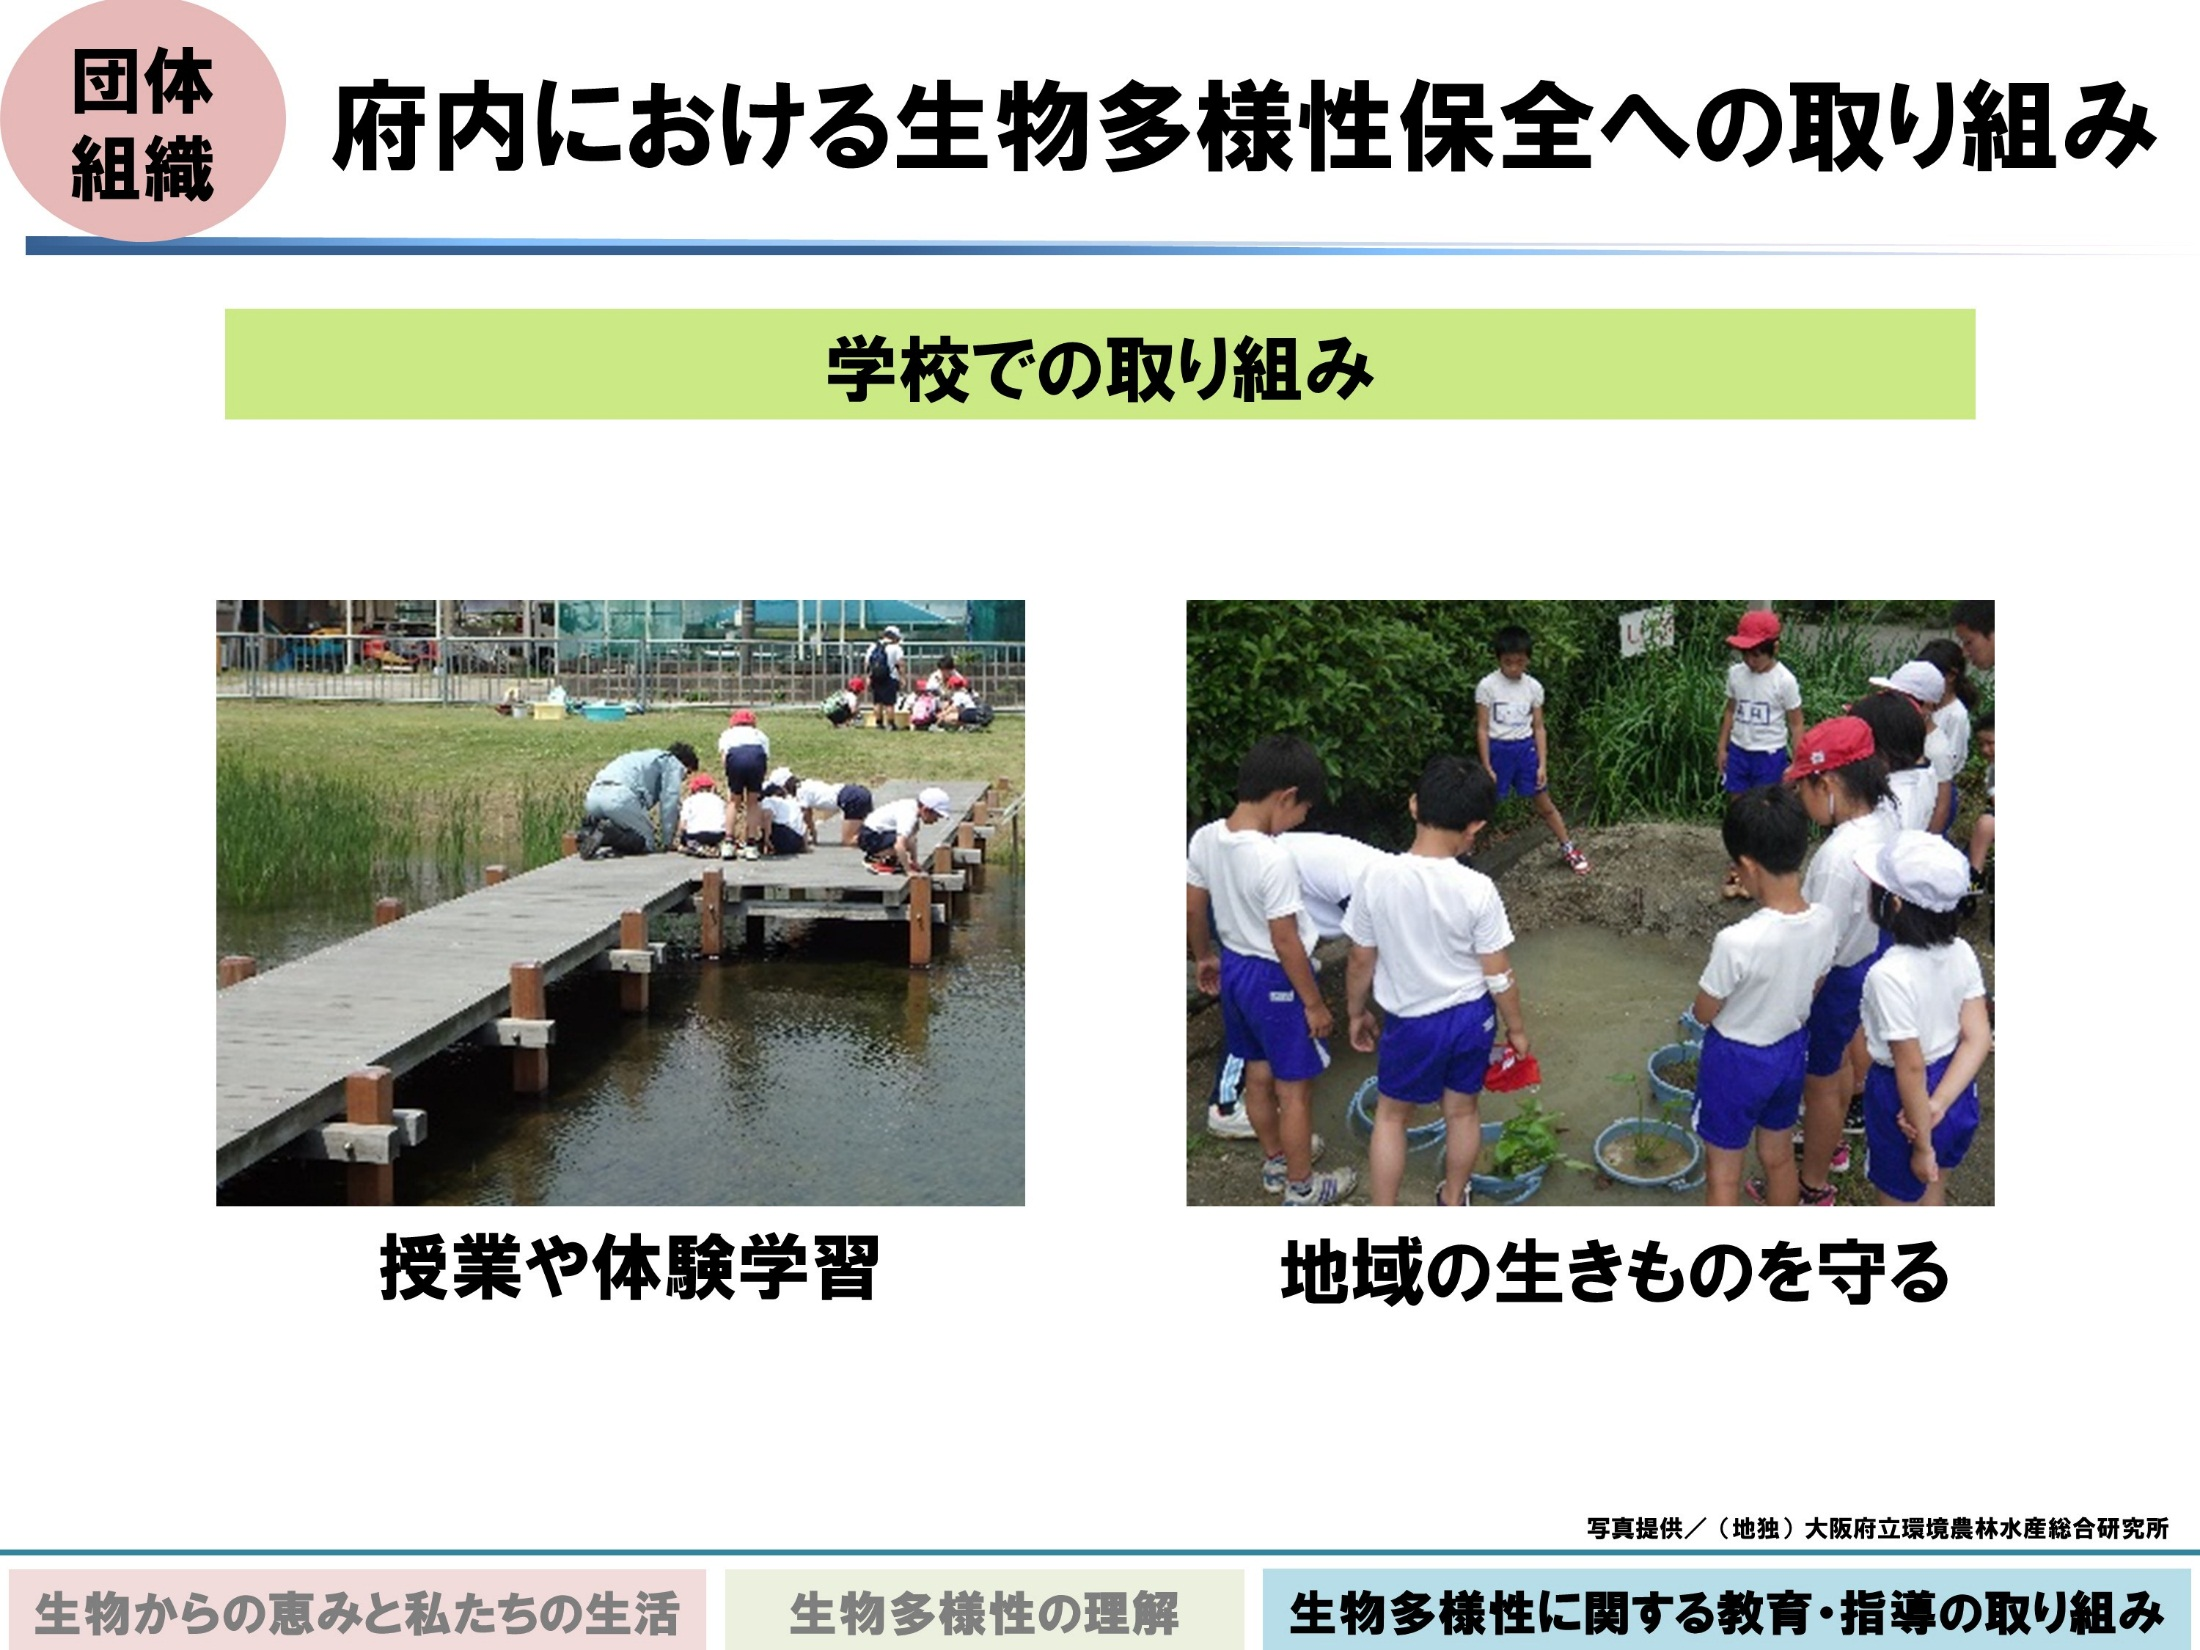 団体
組織
府内における生物多様性保全への取り組み
学校での取り組み
授業や体験学習
地域の生きものを守る
写真提供／（地独）大阪府立環境農林水産総合研究所
生物からの恵みと私たちの生活
生物多様性の理解
生物多様性に関する教育・指導の取り組み